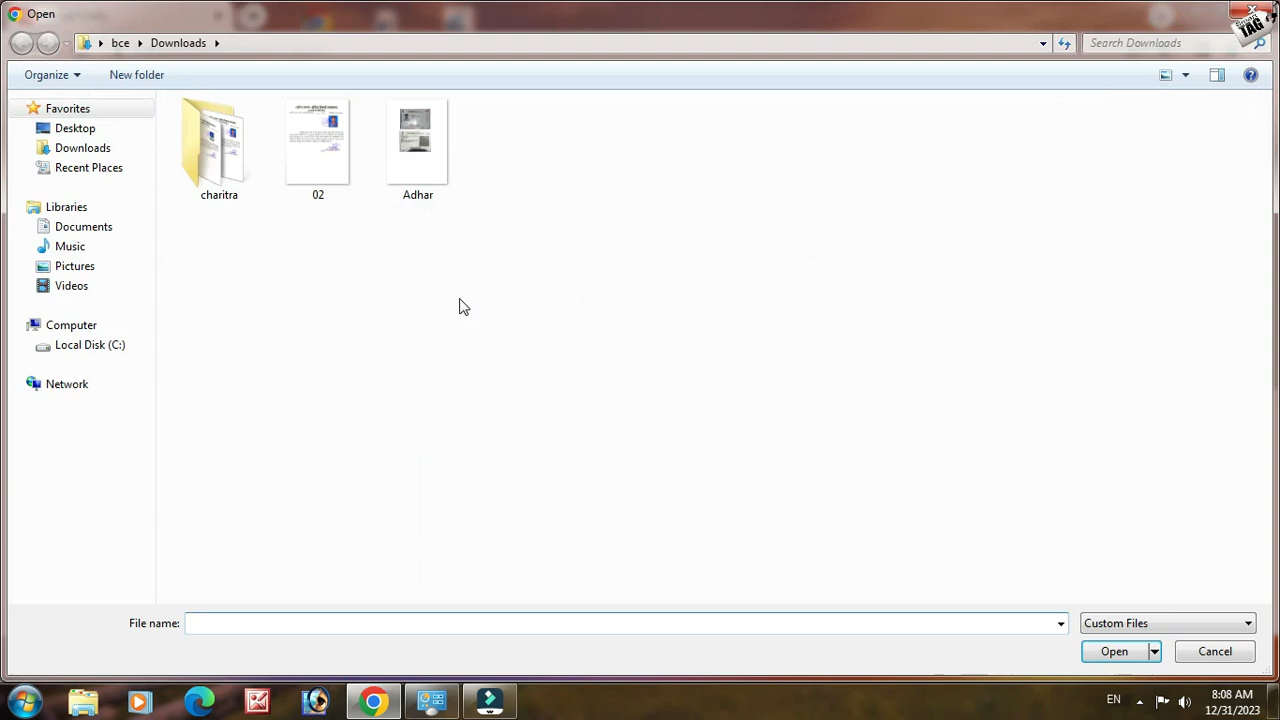 Open
TAG
bce
Downloads
Search Downloads
Organize
New folder
Favorites
Desktop
Downloads
Recent Places
Libraries
Documents
Music
Pictures
Videos
Computer
Local Disk (C:)
Network
charitra
02
Adhar
File name:
Custom Files
Open
Cancel
EN
8:08 AM
12/31/2023